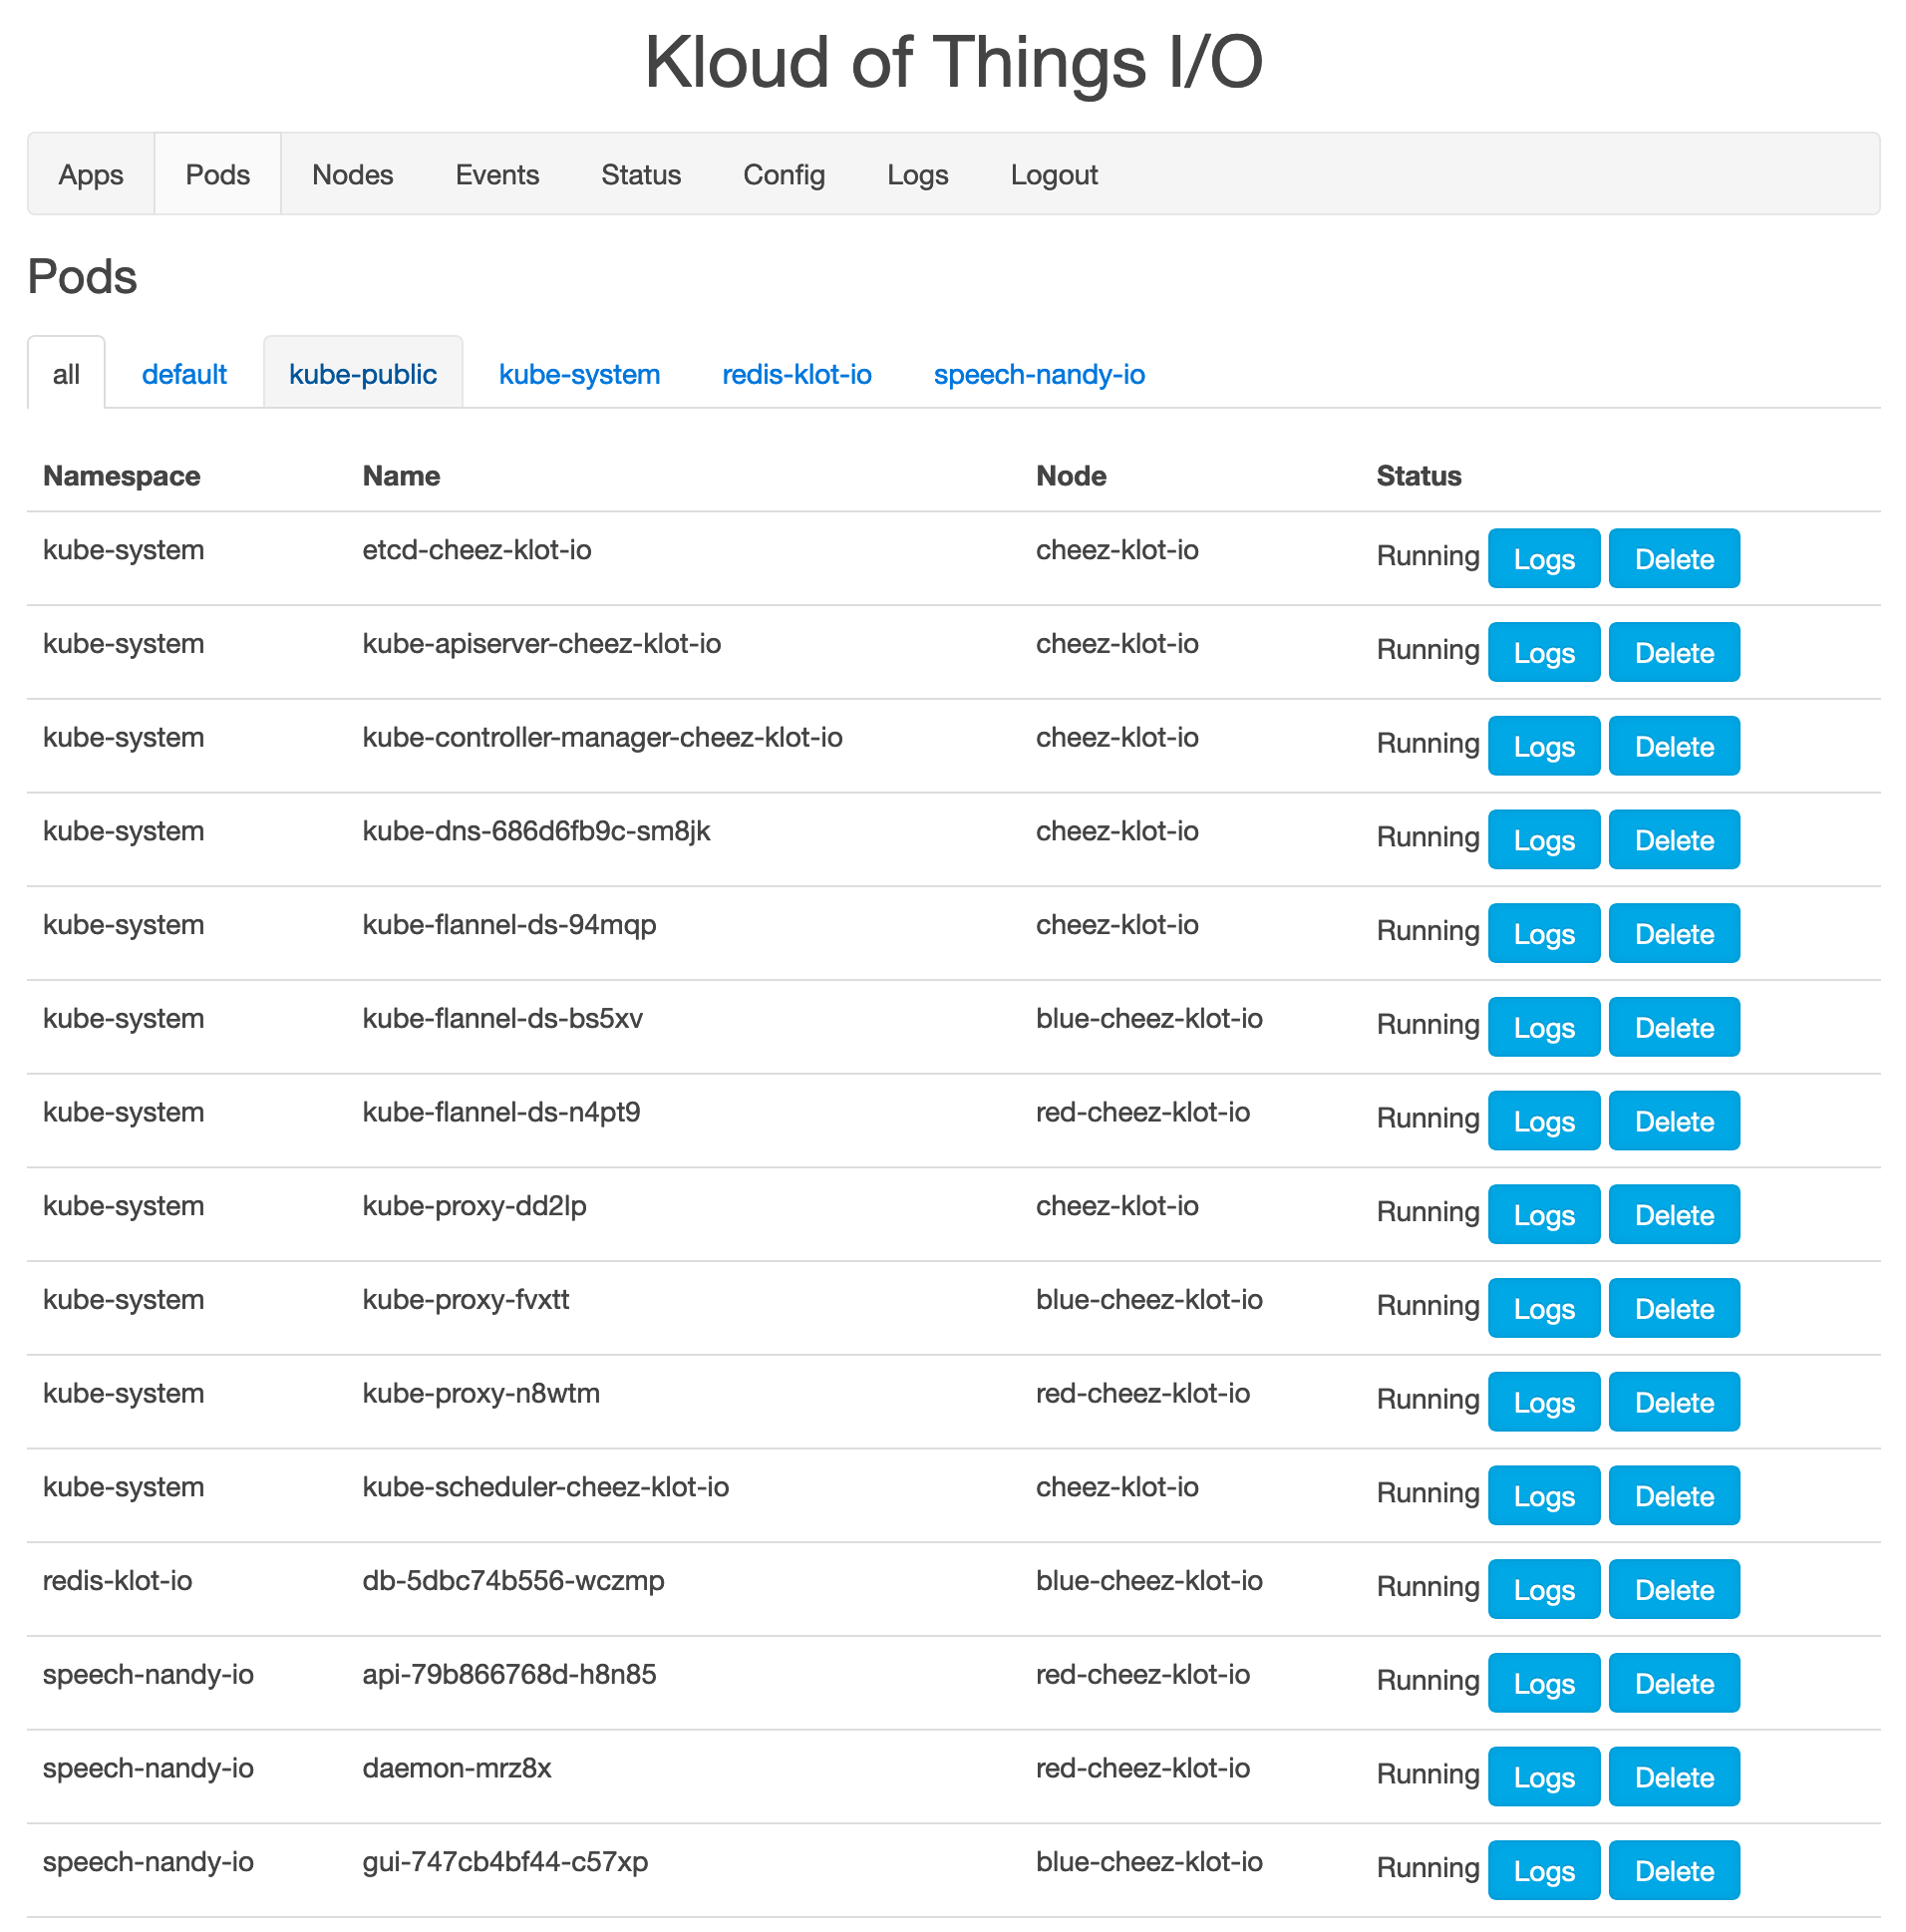 Kloud of Things I/O
Apps Pods Nodes Events Status Config Logs Logout
Pods
all default kube-public kube-system redis-klot-io speech-nandy-io
Namespace Name Node Status
kube-system etcd-cheez-klot-io cheez-klot-io Running Logs Delete
kube-system kube-apiserver-cheez-klot-io cheez-klot-io Running Logs Delete
kube-system kube-controller-manager-cheez-klot-io cheez-klot-io Running Logs Delete
kube-system kube-dns-686d6fb9c-sm8jk cheez-klot-io Running Logs Delete
kube-system kube-flannel-ds-94mqp cheez-klot-io Running Logs Delete
kube-system kube-flannel-ds-bs5xv blue-cheez-klot-io Running Logs Delete
kube-system kube-flannel-ds-n4pt9 red-cheez-klot-io Running Logs Delete
kube-system kube-proxy-dd2lp cheez-klot-io Running Logs Delete
kube-system kube-proxy-fvxtt blue-cheez-klot-io Running Logs Delete
kube-system kube-proxy-n8wtm red-cheez-klot-io Running Logs Delete
kube-system kube-scheduler-cheez-klot-io cheez-klot-io Running Logs Delete
redis-klot-io db-5dbc74b556-wczmp blue-cheez-klot-io Running Logs Delete
speech-nandy-io api-79b866768d-h8n85 red-cheez-klot-io Running Logs Delete
speech-nandy-io daemon-mrz8x red-cheez-klot-io Running Logs Delete
speech-nandy-io gui-747cb4bf44-c57xp blue-cheez-klot-io Running Logs Delete